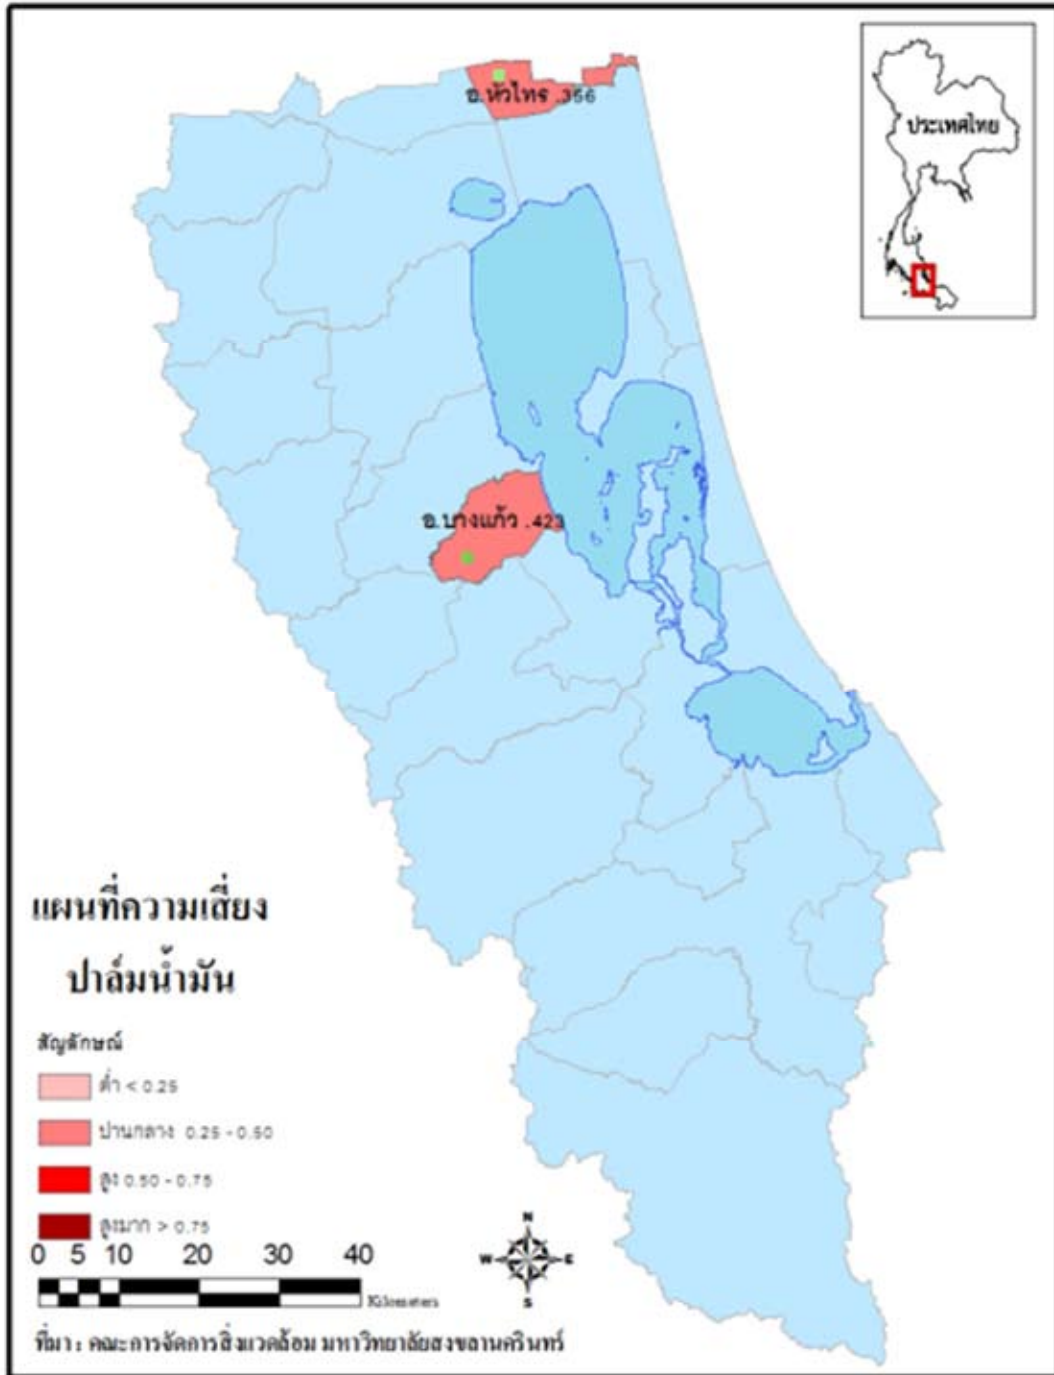 อ.หัวไทร .356
ประเทศไทย
อ.บางแก้ว .423
แผนที่ความเสี่ยง
ปาล์มน้ำมัน
สัญลักษณ์
ต่ำ < 0.25
ปานกลาง 0.25 - 0.50
สูง 0.50 - 0.75
สูงมาก > 0.75
0 5 10 20 30 40
Kilometers
N
W E
S
ที่มา : คณะการจัดการสิ่งแวดล้อม มหาวิทยาลัยสงขลานครินทร์